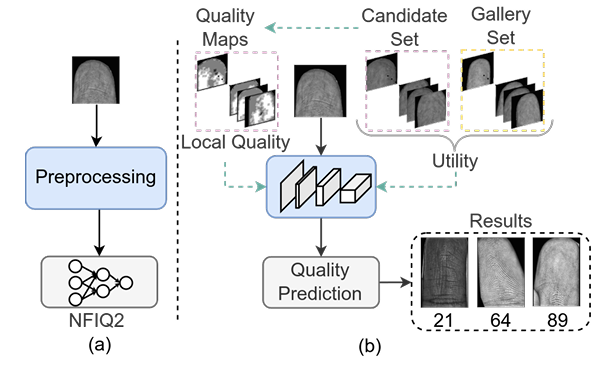 Preprocessing
NFIQ2
(a)
Quality
Maps
Candidate
Set
Gallery
Set
Local Quality
Utility
Quality
Prediction
Results
21 64 89
(b)